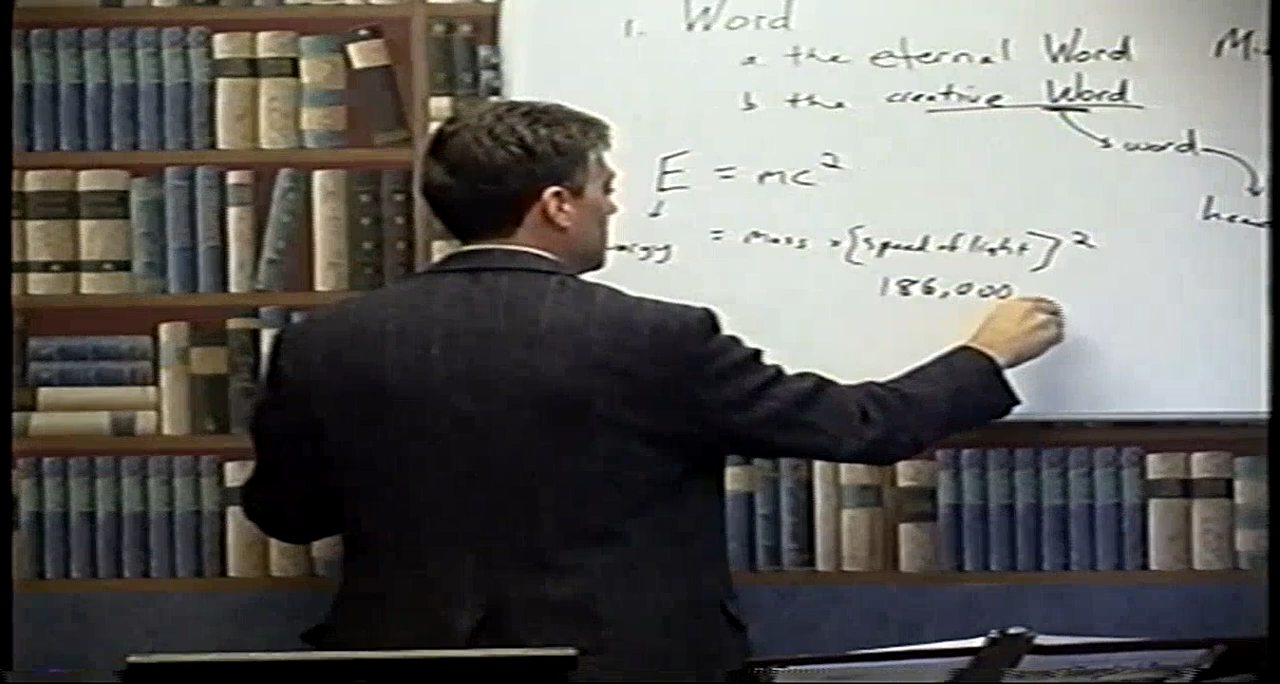 1. Word
a the eternal Word
b the creative Word
word
E = mc²
= mass × {speed of light}²
186,000